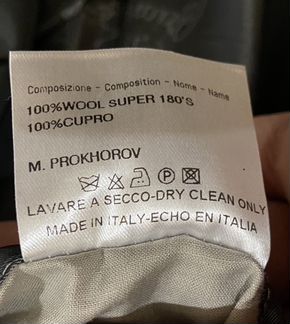 Composizione - Composition - Nome - Name
100%WOOL SUPER 180'S
100%CUPRO
M. PROKHOROV
P
LAVARE A SECCO-DRY CLEAN ONLY
MADE IN ITALY-ECHO EN ITALIA